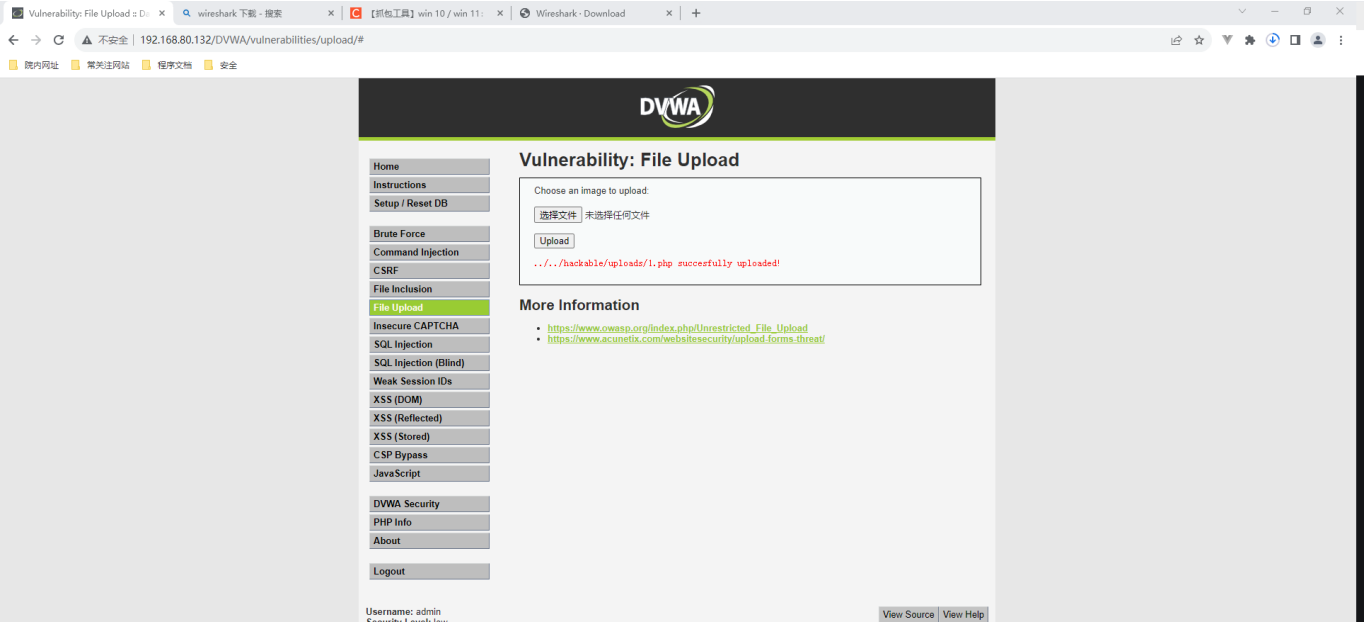 Vulnerability: File Upload :: Da
wireshark 下载 - 搜索
【抓包工具】win 10 / win 11:
Wireshark · Download
不安全 | 192.168.80.132/DVWA/vulnerabilities/upload/#
院内网址 常关注网站 程序文档 安全
DVWA
Home
Instructions
Setup / Reset DB
Brute Force
Command Injection
CSRF
File Inclusion
File Upload
Insecure CAPTCHA
SQL Injection
SQL Injection (Blind)
Weak Session IDs
XSS (DOM)
XSS (Reflected)
XSS (Stored)
CSP Bypass
JavaScript
DVWA Security
PHP Info
About
Logout
Vulnerability: File Upload
Choose an image to upload:
选择文件 未选择任何文件
Upload
../../hackable/uploads/1.php succesfully uploaded!
More Information
https://www.owasp.org/index.php/Unrestricted_File_Upload
https://www.acunetix.com/websitesecurity/upload-forms-threat/
Username: admin
Security Level: low
View Source View Help